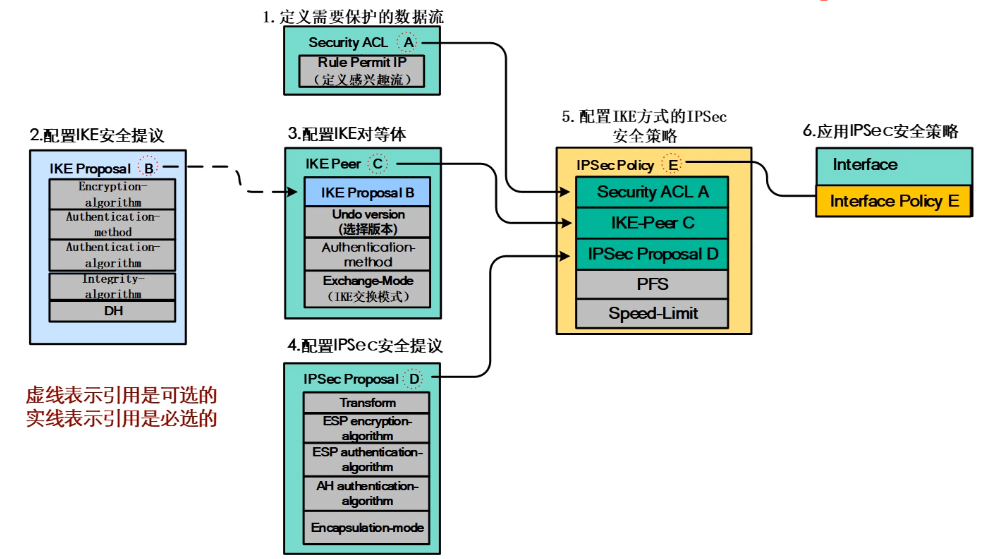 1. 定义需要保护的数据流
Security ACL A
Rule Permit IP
（定义感兴趣流）
2.配置IKE安全提议
IKE Proposal B
Encryption-
algorithm
Authentication-
method
Authentication-
algorithm
Integrity-
algorithm
DH
3.配置IKE对等体
IKE Peer C
IKE Proposal B
Undo version
(选择版本)
Authentication-
method
Exchange-Mode
（IKE交换模式）
4.配置IPSec安全提议
IPSec Proposal D
Transform
ESP encryption-
algorithm
ESP authentication-
algorithm
AH authentication-
algorithm
Encapsulation-mode
5. 配置IKE方式的IPSec
安全策略
IPSec Policy E
Security ACL A
IKE-Peer C
IPSec Proposal D
PFS
Speed-Limit
6.应用IPSec安全策略
Interface
Interface Policy E
虚线表示引用是可选的
实线表示引用是必选的